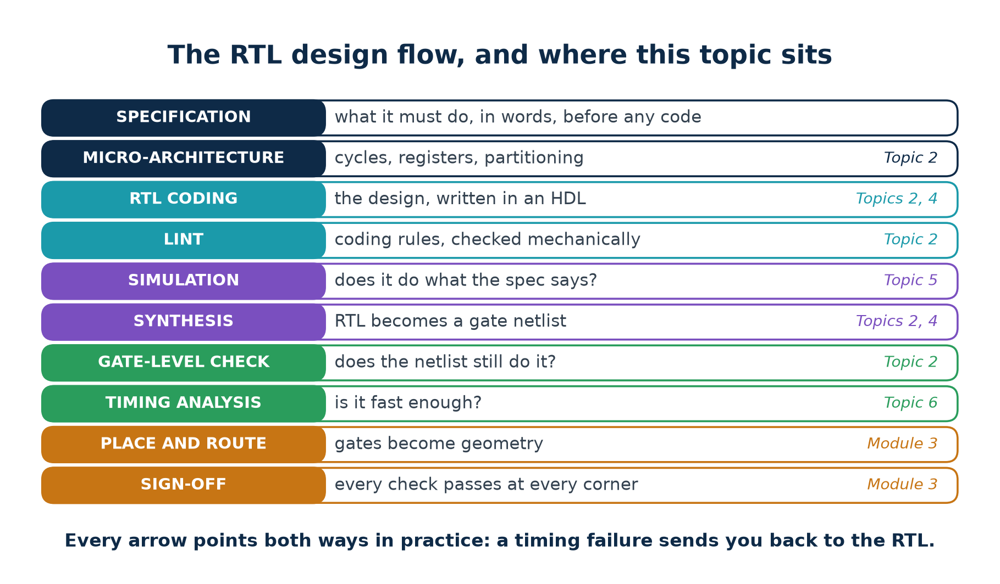 The RTL design flow, and where this topic sits
SPECIFICATION what it must do, in words, before any code
MICRO-ARCHITECTURE cycles, registers, partitioning Topic 2
RTL CODING the design, written in an HDL Topics 2, 4
LINT coding rules, checked mechanically Topic 2
SIMULATION does it do what the spec says? Topic 5
SYNTHESIS RTL becomes a gate netlist Topics 2, 4
GATE-LEVEL CHECK does the netlist still do it? Topic 2
TIMING ANALYSIS is it fast enough? Topic 6
PLACE AND ROUTE gates become geometry Module 3
SIGN-OFF every check passes at every corner Module 3
Every arrow points both ways in practice: a timing failure sends you back to the RTL.